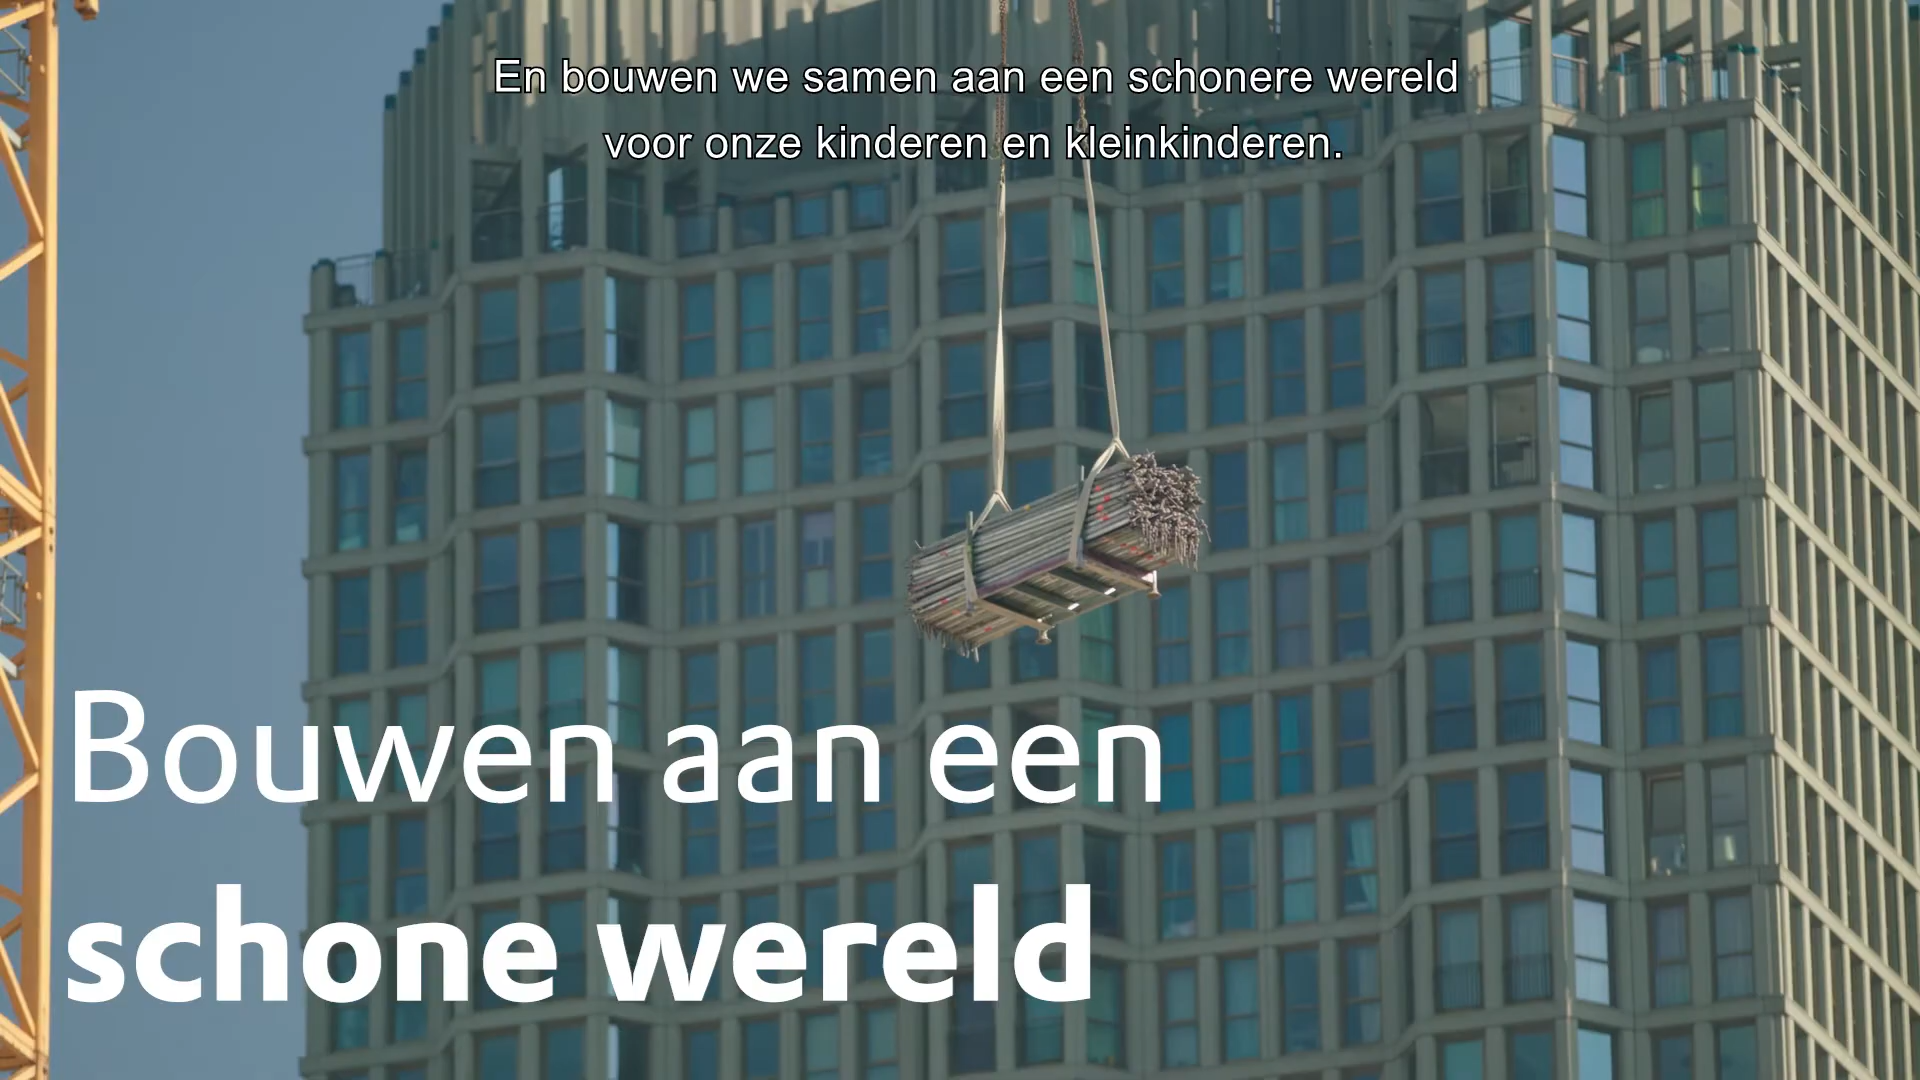 En bouwen we samen aan een schonere wereld
voor onze kinderen en kleinkinderen.
Bouwen aan een
schone wereld